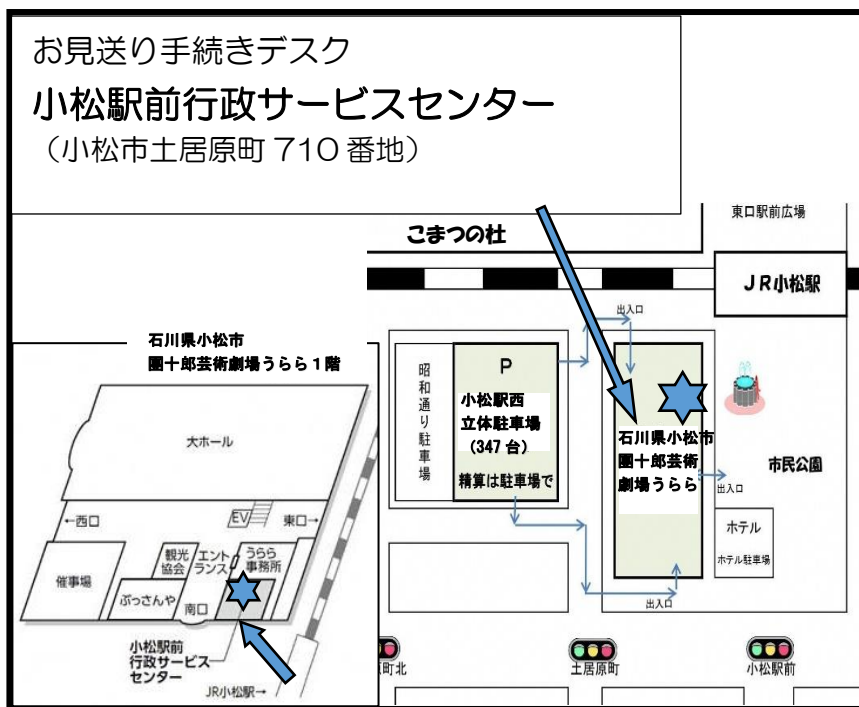 お見送り手続きデスク
小松駅前行政サービスセンター
(小松市土居原町 710 番地)
東口駅前広場
こまつの杜
JR小松駅
出入口
石川県小松市
團十郎芸術劇場うらら1階
大ホール
←西口
EV
東口→
催事場
観光
協会
エント
ランス
うらら
事務所
ぶっさんや
南口
小松駅前
行政サービス
センター
JR小松駅→
昭和通り駐車場
P
小松駅西
立体駐車場
(347 台)
精算は駐車場で
石川県小松市
團十郎芸術
劇場うらら
出入口
市民公園
ホテル
ホテル駐車場
出入口
町北
土居原町
小松駅前